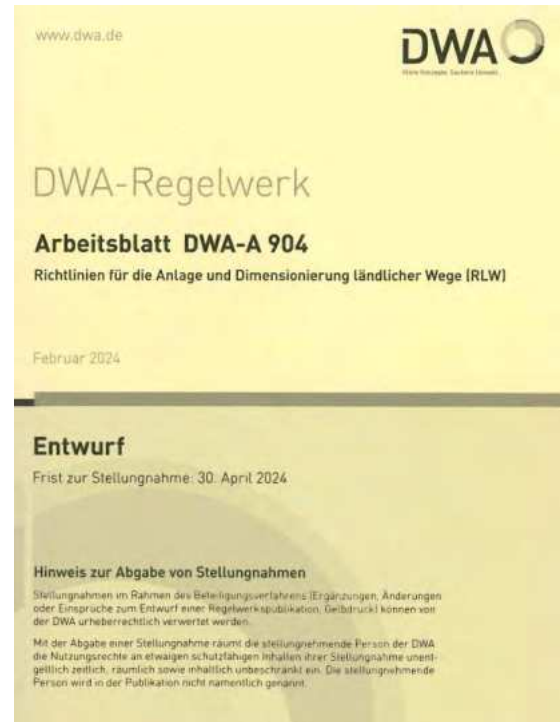 www.dwa.de
DWA
Klare Konzepte. Saubere Umwelt.
DWA-Regelwerk
Arbeitsblatt DWA-A 904
Richtlinien für die Anlage und Dimensionierung ländlicher Wege (RLW)
Februar 2024
Entwurf
Frist zur Stellungnahme: 30. April 2024
Hinweis zur Abgabe von Stellungnahmen
Stellungnahmen im Rahmen des Beteiligungsverfahrens (Ergänzungen, Änderungen
oder Einsprüche zum Entwurf einer Regelwerkspublikation, Gelbdruck) können von
der DWA urheberrechtlich verwertet werden.
Mit der Abgabe einer Stellungnahme räumt die stellungnehmende Person der DWA
die Nutzungsrechte an etwaigen schutzfähigen Inhalten ihrer Stellungnahme unent-
geltlich zeitlich, räumlich sowie inhaltlich unbeschränkt ein. Die stellungnehmende
Person wird in der Publikation nicht namentlich genannt.